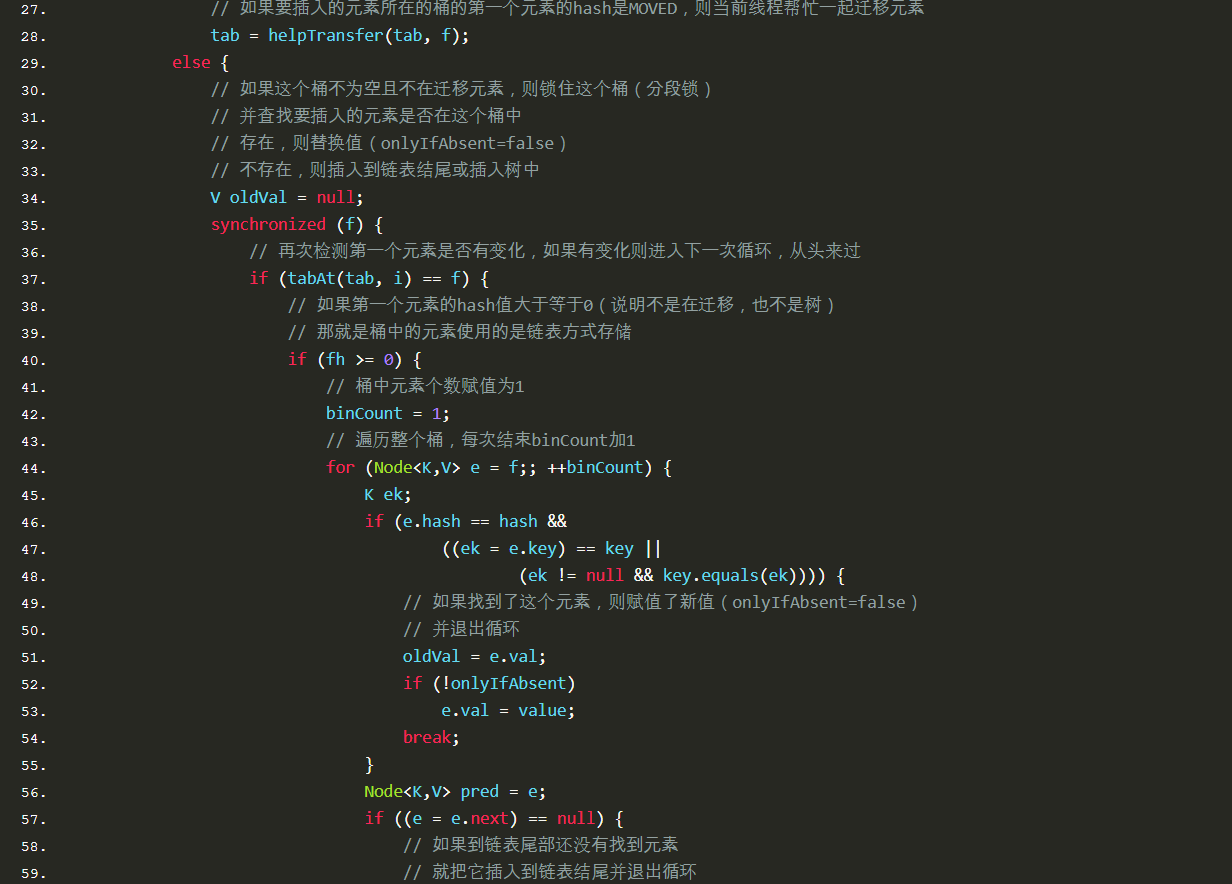 27. // 如果要插入的元素所在的桶的第一个元素的hash是MOVED，则当前线程帮忙一起迁移元素
28. tab = helpTransfer(tab, f);
29. else {
30. // 如果这个桶不为空且不在迁移元素，则锁住这个桶（分段锁）
31. // 并查找要插入的元素是否在这个桶中
32. // 存在，则替换值（onlyIfAbsent=false）
33. // 不存在，则插入到链表结尾或插入树中
34. V oldVal = null;
35. synchronized (f) {
36. // 再次检测第一个元素是否有变化，如果有变化则进入下一次循环，从头来过
37. if (tabAt(tab, i) == f) {
38. // 如果第一个元素的hash值大于等于0（说明不是在迁移，也不是树）
39. // 那就是桶中的元素使用的是链表方式存储
40. if (fh >= 0) {
41. // 桶中元素个数赋值为1
42. binCount = 1;
43. // 遍历整个桶，每次结束binCount加1
44. for (Node<K,V> e = f;; ++binCount) {
45. K ek;
46. if (e.hash == hash &&
47. ((ek = e.key) == key ||
48. (ek != null && key.equals(ek)))) {
49. // 如果找到了这个元素，则赋值了新值（onlyIfAbsent=false）
50. // 并退出循环
51. oldVal = e.val;
52. if (!onlyIfAbsent)
53. e.val = value;
54. break;
55. }
56. Node<K,V> pred = e;
57. if ((e = e.next) == null) {
58. // 如果到链表尾部还没有找到元素
59. // 就把它插入到链表结尾并退出循环